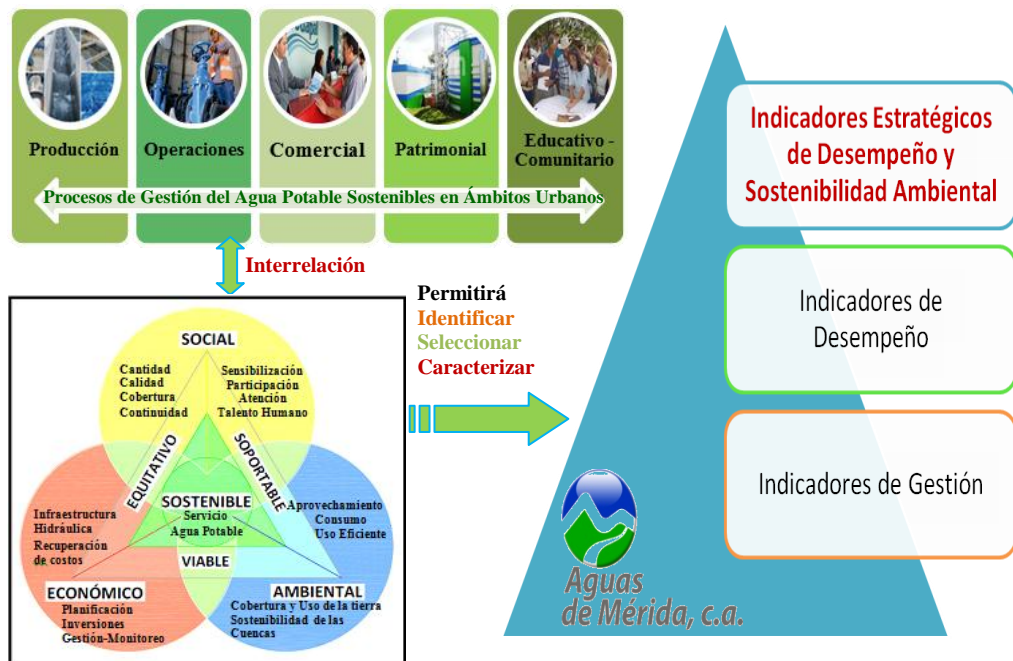 Producción
Operaciones
Comercial
Patrimonial
Educativo -
Comunitario
Procesos de Gestión del Agua Potable Sostenibles en Ámbitos Urbanos
Interrelación
SOCIAL
Cantidad
Calidad
Cobertura
Continuidad
Sensibilización
Participación
Atención
Talento Humano
EQUITATIVO
SOPORTABLE
SOSTENIBLE
Servicio
Agua Potable
VIABLE
Infraestructura
Hidráulica
Recuperación
de costos
ECONÓMICO
Planificación
Inversiones
Gestión-Monitoreo
Aprovechamiento
Consumo
Uso Eficiente
AMBIENTAL
Cobertura y Uso de la tierra
Sostenibilidad de las
Cuencas
Permitirá
Identificar
Seleccionar
Caracterizar
Indicadores Estratégicos
de Desempeño y
Sostenibilidad Ambiental
Indicadores de
Desempeño
Indicadores de Gestión
Aguas
de Mérida, c.a.